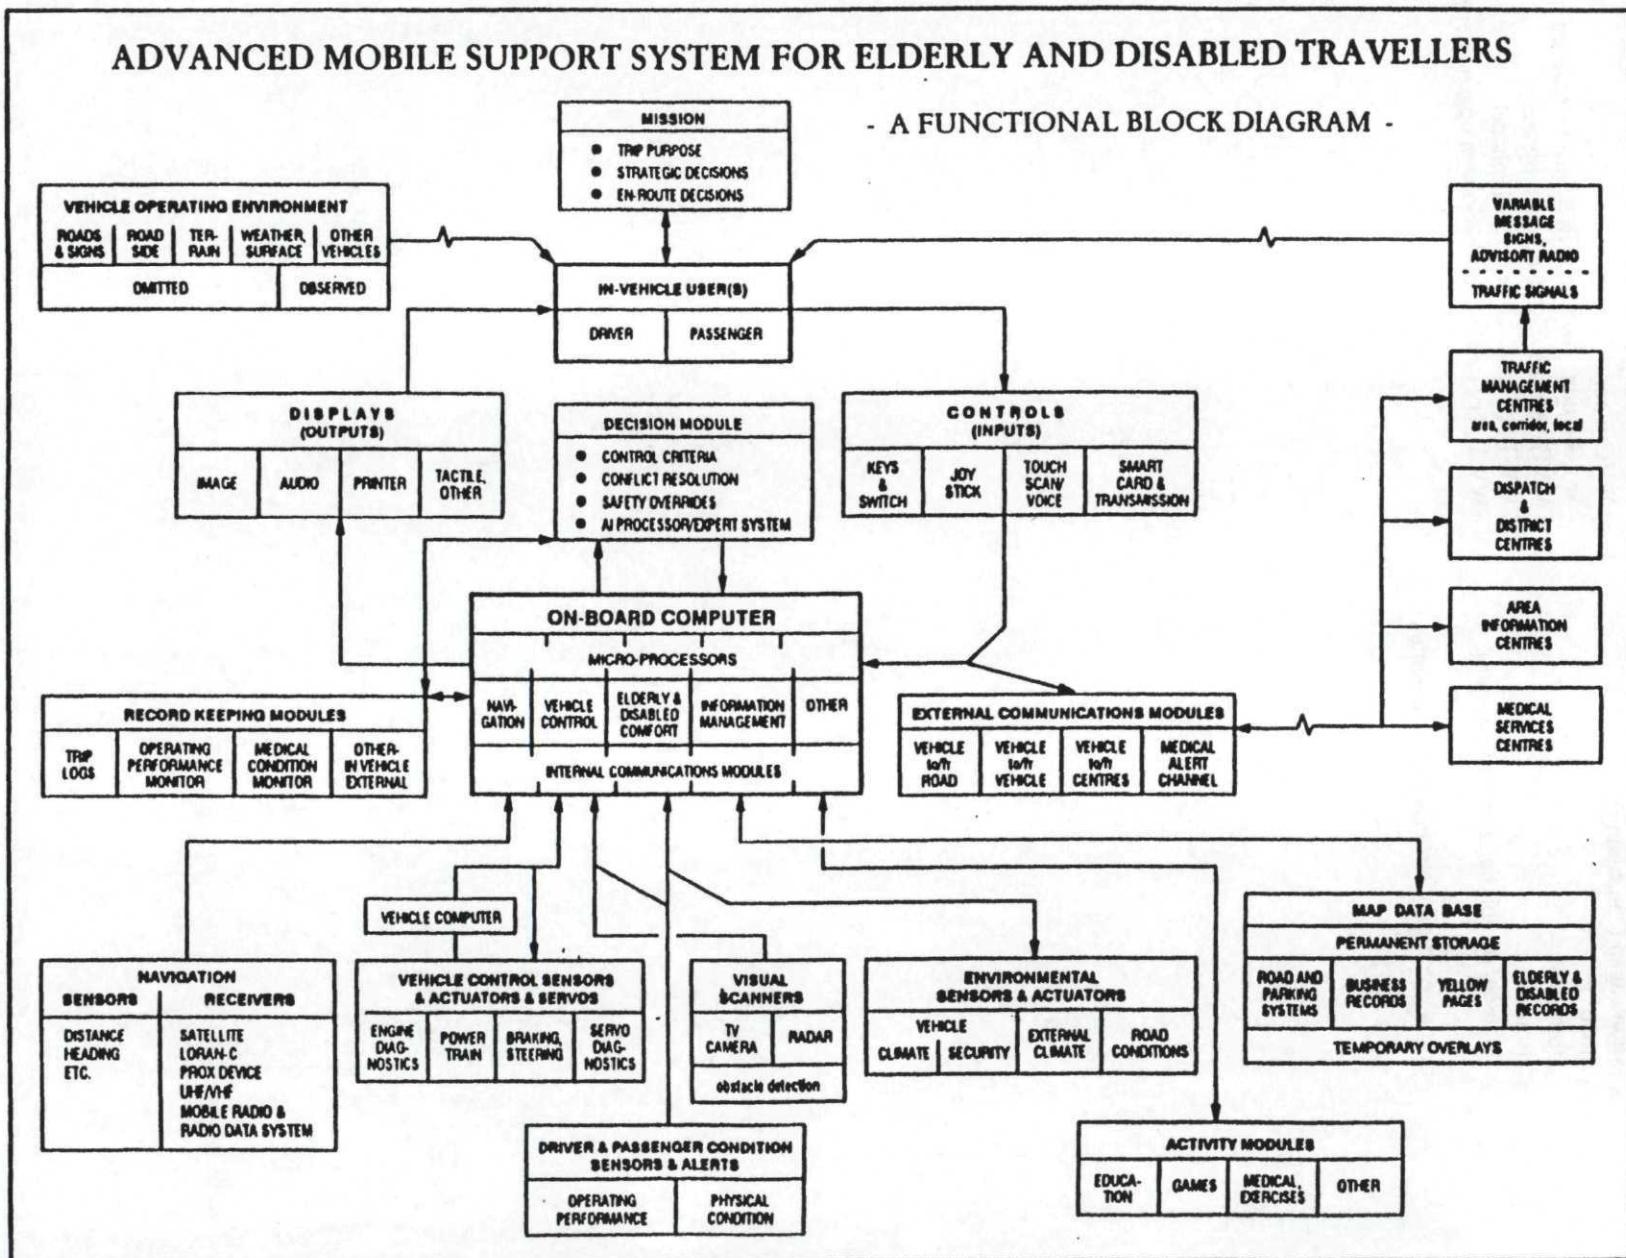 ADVANCED MOBILE SUPPORT SYSTEM FOR ELERDLY AND DISABLED TRAVELLERS
- A FUNCTIONAL BLOCK DIAGRAM -
MISSION
● TRIP PURPOSE
● STRATEGIC DECISIONS
● EN-ROUTE DECISIONS
VEHICLE OPERATING ENVIRONMENT
ROADS & SIGNS
ROAD SIDE
TER-
RAIN
WEATHER, SURFACE
OTHER VEHICLES
OMITTED
OBSERVED
IN-VEHICLE USER(S)
DRIVER
PASSENGER
VARIABLE
MESSAGE
SIGNS,
ADVISORY RADIO
TRAFFIC SIGNALS
TRAFFIC
MANAGEMENT
CENTRES
area, corridor, local
DISPATCH
&
DISTRICT
CENTRES
AREA
INFORMATION
CENTRES
MEDICAL
SERVICES
CENTRES
DISPLAYS
(OUTPUTS)
IMAGE
AUDIO
PRINTER
TACTILE,
OTHER
DECISION MODULE
● CONTROL CRITERIA
● CONFLICT RESOLUTION
● SAFETY OVERRIDES
● AI PROCESSOR/EXPERT SYSTEM
CONTROLS
(INPUTS)
KEYS
&
SWITCH
JOY
STICK
TOUCH
SCAN/
VOICE
SMART
CARD &
TRANSMISSION
ON-BOARD COMPUTER
MICRO-PROCESSORS
NAVI-
GATION
VEHICLE
CONTROL
ELDERLY &
DISABLED
COMFORT
INFORMATION
MANAGEMENT
OTHER
INTERNAL COMMUNICATIONS MODULES
RECORD KEEPING MODULES
TRIP
LOGS
OPERATING
PERFORMANCE
MONITOR
MEDICAL
CONDITION
MONITOR
OTHER-
IN VEHICLE
EXTERNAL
EXTERNAL COMMUNICATIONS MODULES
VEHICLE
to/fr
ROAD
VEHICLE
to/fr
VEHICLE
VEHICLE
to/fr
CENTRES
MEDICAL
ALERT
CHANNEL
VEHICLE COMPUTER
NAVIGATION
SENSORS
DISTANCE
HEADING
ETC.
RECEIVERS
SATELLITE
LORAN-C
PROX DEVICE
UHF/VHF
MOBILE RADIO &
RADIO DATA SYSTEM
VEHICLE CONTROL SENSORS
& ACTUATORS & SERVOS
ENGINE
DIAG-
NOSTICS
POWER
TRAIN
BRAKING,
STEERING
SERVO
DIAG-
NOSTICS
VISUAL
SCANNERS
TV
CAMERA
RADAR
obstacle detection
ENVIRONMENTAL
SENSORS & ACTUATORS
VEHICLE
CLIMATE
SECURITY
EXTERNAL
CLIMATE
ROAD
CONDITIONS
MAP DATA BASE
PERMANENT STORAGE
ROAD AND
PARKING
SYSTEMS
BUSINESS
RECORDS
YELLOW
PAGES
ELDERLY &
DISABLED
RECORDS
TEMPORARY OVERLAYS
DRIVER & PASSENGER CONDITION
SENSORS & ALERTS
OPERATING
PERFORMANCE
PHYSICAL
CONDITION
ACTIVITY MODULES
EDUCA-
TION
GAMES
MEDICAL,
EXERCISES
OTHER